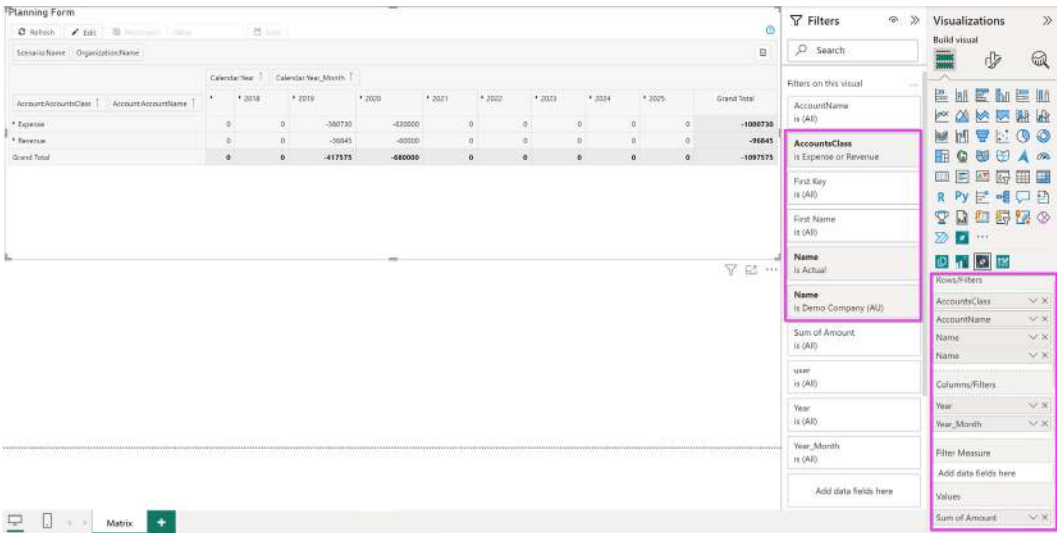 Planning Form
Refresh Edit Save
Scenario:Name Organization:Name
Calendar:Year Calendar:Year_Month
Account:AccountsClass Account:AccountName 2018 2019 2020 2021 2022 2023 2024 2025 Grand Total
Expense 0 0 -380730 -620000 0 0 0 0 0 -1000730
Revenue 0 0 -36845 -60000 0 0 0 0 0 -96845
Grand Total 0 0 -417575 -680000 0 0 0 0 0 -1097575
Filters
Search
Filters on this visual
AccountName
is (All)
AccountsClass
is Expense or Revenue
First Key
is (All)
First Name
is (All)
Name
is Actual
Name
is Demo Company (AU)
Sum of Amount
is (All)
user
is (All)
Year
is (All)
Year_Month
is (All)
Add data fields here
Visualizations
Build visual
R Py
Rows/Filters
AccountsClass
AccountName
Name
Name
Columns/Filters
Year
Year_Month
Filter Measure
Add data fields here
Values
Sum of Amount
Matrix